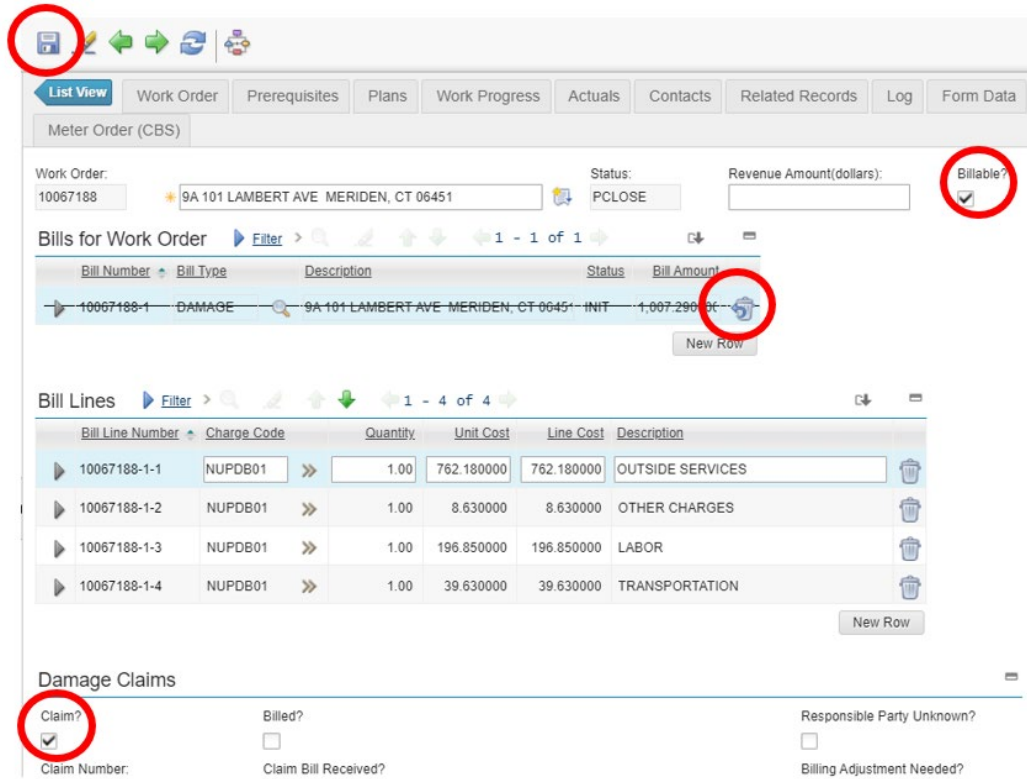 List View Work Order Prerequisites Plans Work Progress Actuals Contacts Related Records Log Form Data
Meter Order (CBS)
Work Order: Status: Revenue Amount(dollars): Billable?
10067188 9A 101 LAMBERT AVE MERIDEN, CT 06451 PCLOSE
Bills for Work Order Filter > 1 - 1 of 1
Bill Number Bill Type Description Status Bill Amount
10067188-1 DAMAGE 9A 101 LAMBERT AVE MERIDEN, CT 06451 INIT
New Row
Bill Lines Filter > 1 - 4 of 4
Bill Line Number Charge Code Quantity Unit Cost Line Cost Description
10067188-1-1 NUPDB01 1.00 762.180000 762.180000 OUTSIDE SERVICES
10067188-1-2 NUPDB01 1.00 8.630000 8.630000 OTHER CHARGES
10067188-1-3 NUPDB01 1.00 196.850000 196.850000 LABOR
10067188-1-4 NUPDB01 1.00 39.630000 39.630000 TRANSPORTATION
New Row
Damage Claims
Claim? Billed? Responsible Party Unknown?
Claim Number: Claim Bill Received? Billing Adjustment Needed?